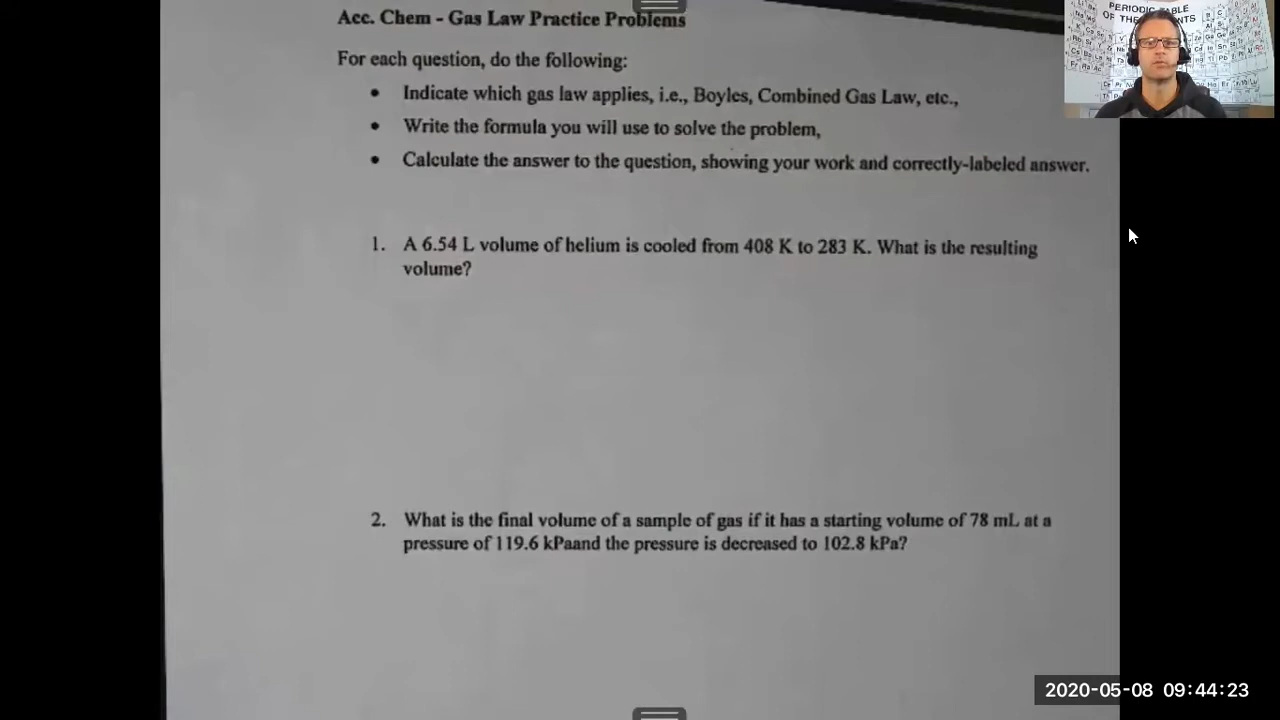 Acc. Chem - Gas Law Practice Problems
For each question, do the following:
• Indicate which gas law applies, i.e., Boyles, Combined Gas Law, etc.,
• Write the formula you will use to solve the problem,
• Calculate the answer to the question, showing your work and correctly-labeled answer.
1. A 6.54 L volume of helium is cooled from 408 K to 283 K. What is the resulting
volume?
2. What is the final volume of a sample of gas if it has a starting volume of 78 mL at a
pressure of 119.6 kPaand the pressure is decreased to 102.8 kPa?
PERIODIC TABLE
OF THE
2020-05-08 09:44:23